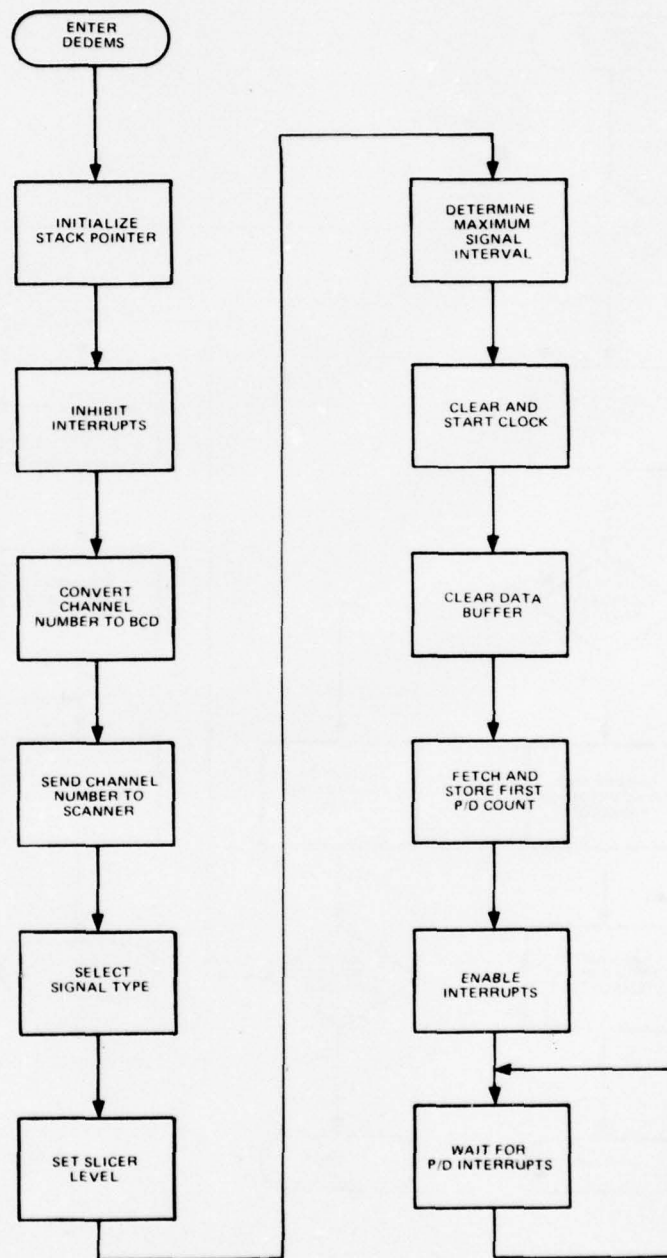 ENTER
DEDEMS
INITIALIZE
STACK POINTER
INHIBIT
INTERRUPTS
CONVERT
CHANNEL
NUMBER TO BCD
SEND CHANNEL
NUMBER TO
SCANNER
SELECT
SIGNAL TYPE
SET SLICER
LEVEL
DETERMINE
MAXIMUM
SIGNAL
INTERVAL
CLEAR AND
START CLOCK
CLEAR DATA
BUFFER
FETCH AND
STORE FIRST
P/D COUNT
ENABLE
INTERRUPTS
WAIT FOR
P/D INTERRUPTS